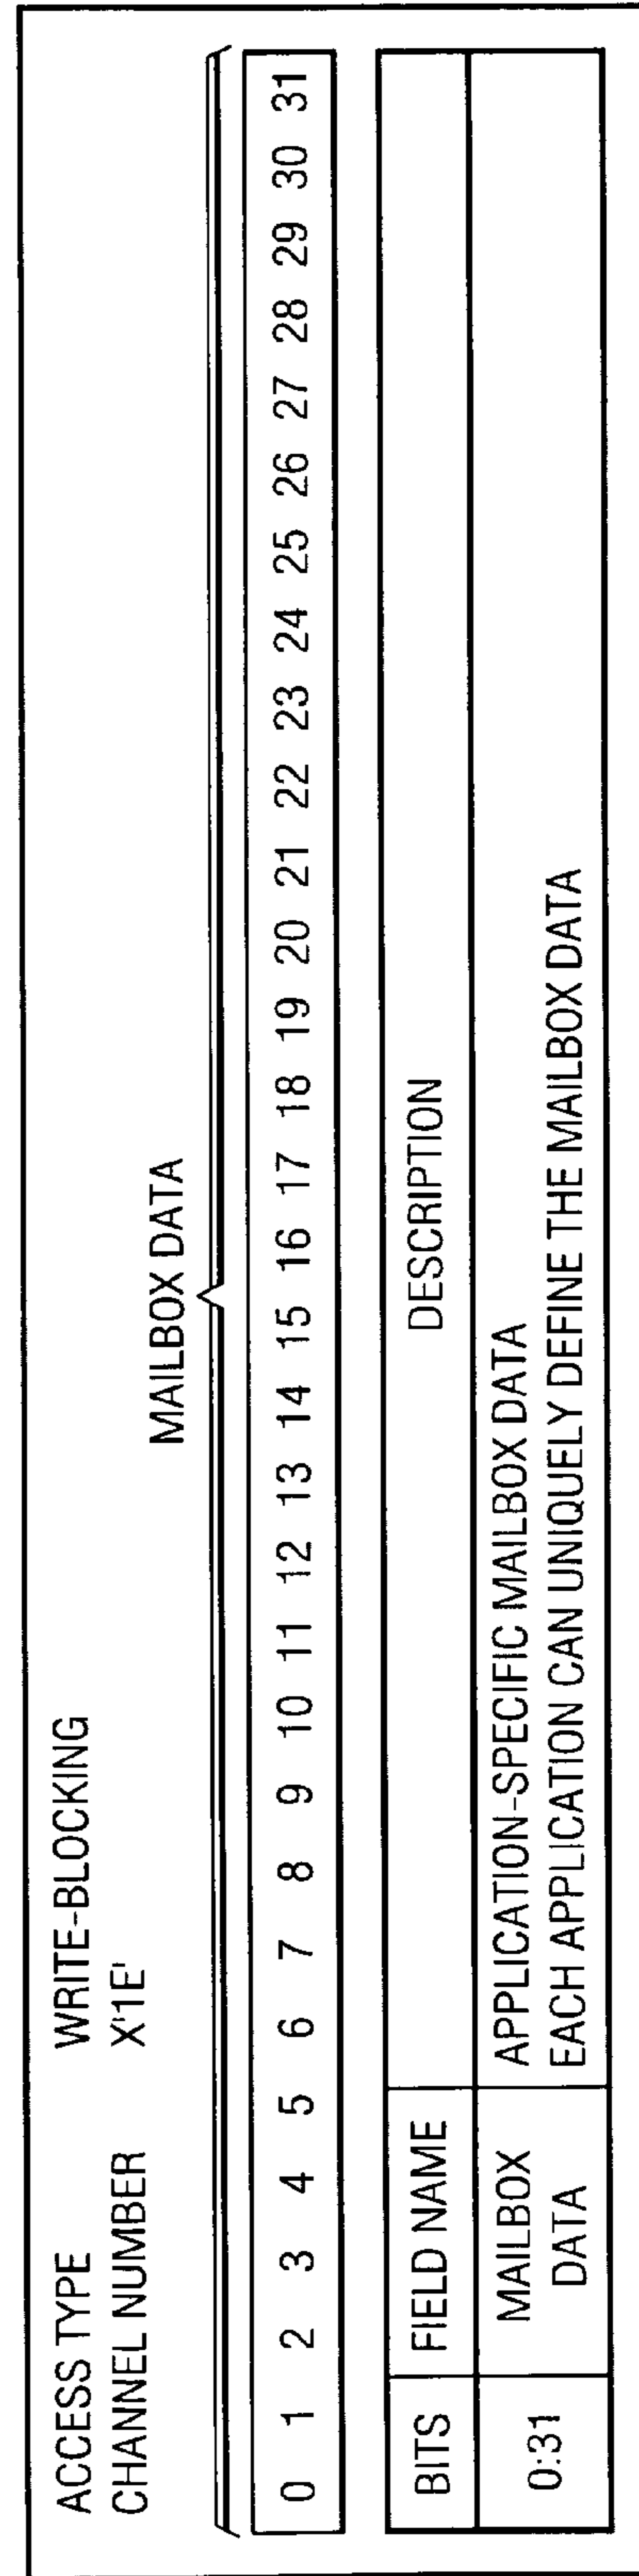 ACCESS TYPE WRITE-BLOCKING
CHANNEL NUMBER X'1E'
MAILBOX DATA
0 1 2 3 4 5 6 7 8 9 10 11 12 13 14 15 16 17 18 19 20 21 22 23 24 25 26 27 28 29 30 31
BITS FIELD NAME DESCRIPTION
0:31 MAILBOX DATA APPLICATION-SPECIFIC MAILBOX DATA
EACH APPLICATION CAN UNIQUELY DEFINE THE MAILBOX DATA